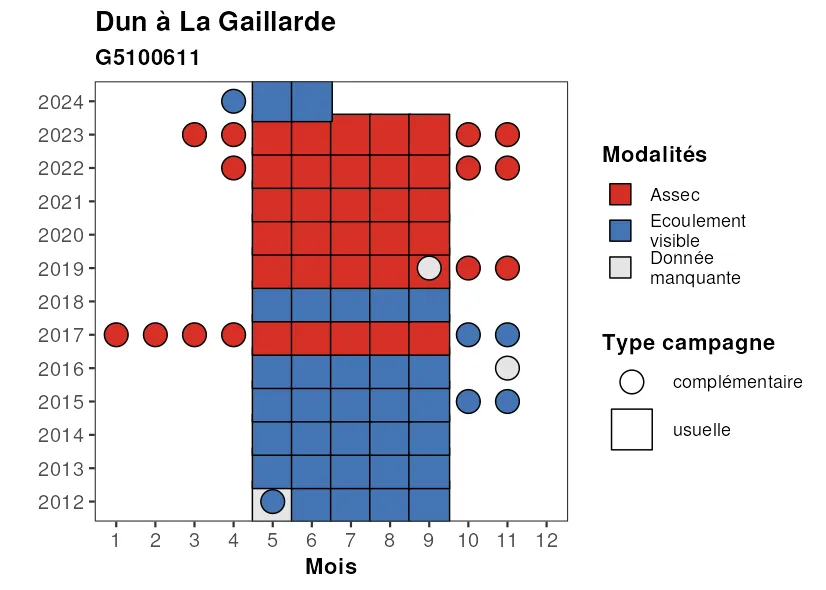 Dun à La Gaillarde
G5100611
2024
2023
2022
2021
2020
2019
2018
2017
2016
2015
2014
2013
2012
1 2 3 4 5 6 7 8 9 10 11 12
Mois
Modalités
Assec
Ecoulement
visible
Donnée
manquante
Type campagne
complémentaire
usuelle